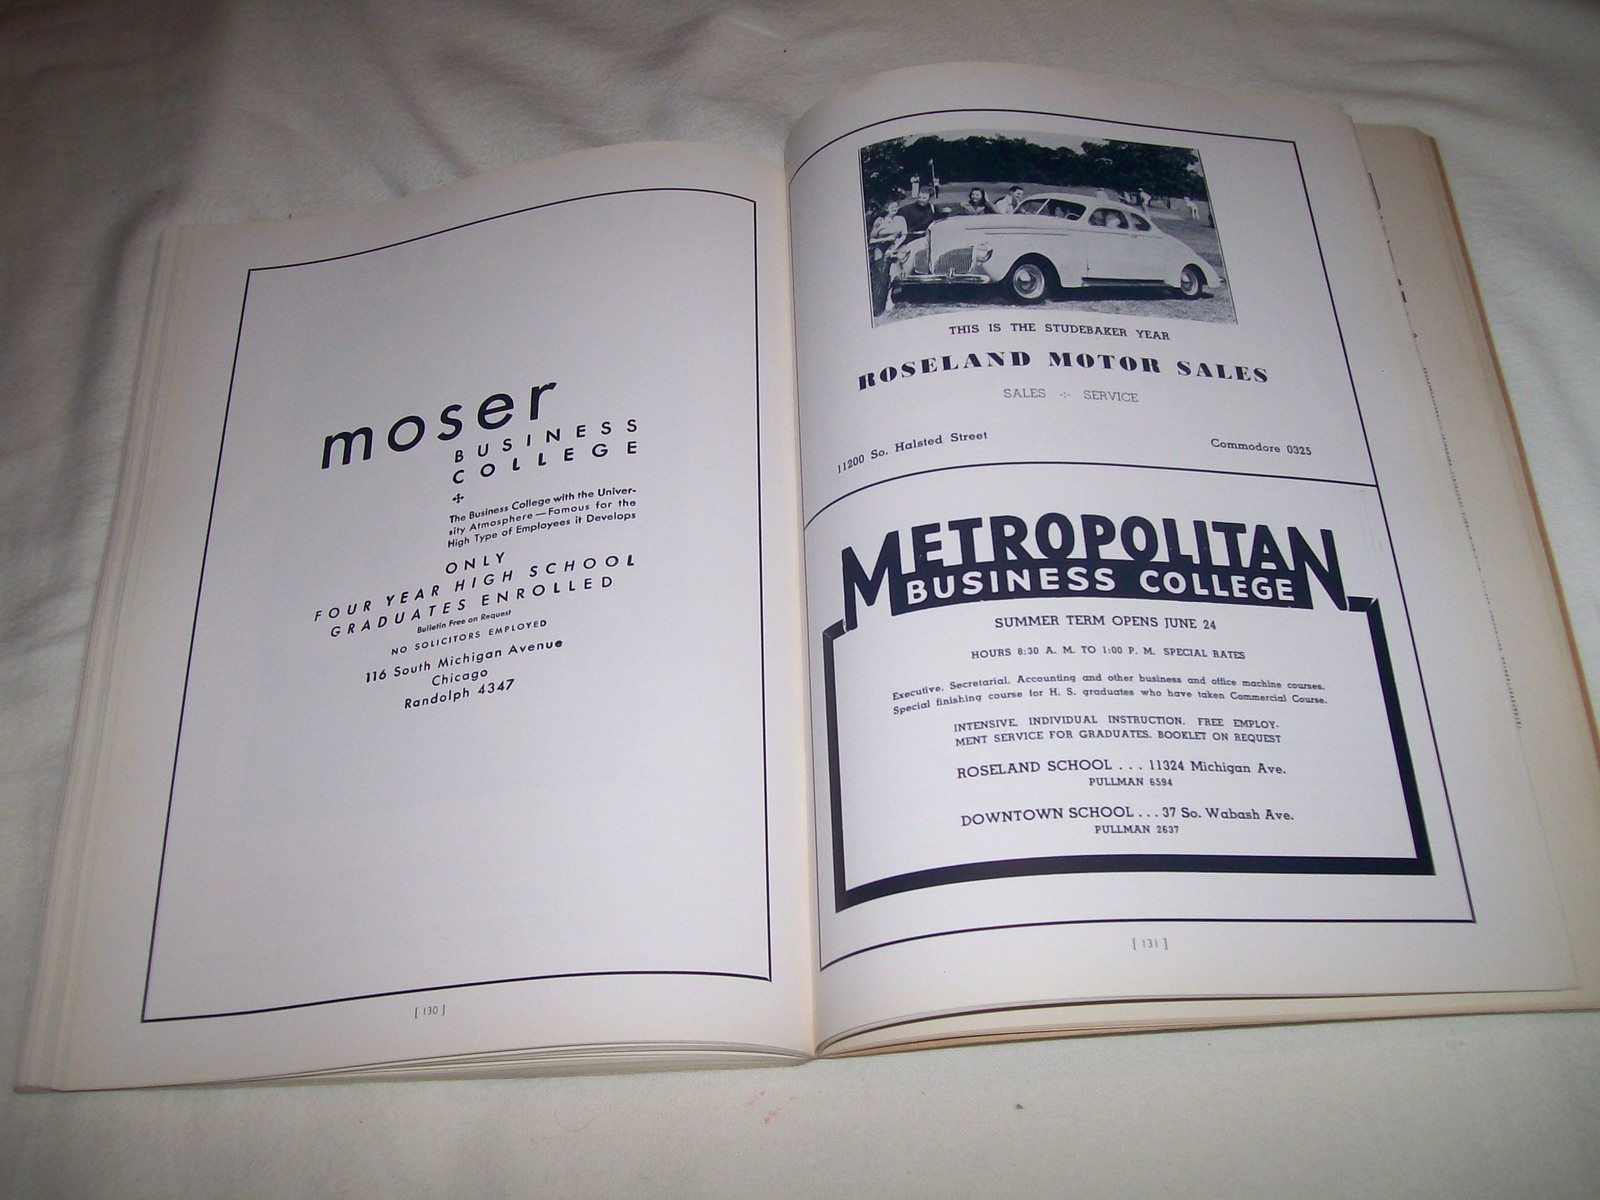 moser
BUSINESS
COLLEGE
The Business College with the Univer-
sity Atmosphere — Famous for the
High Type of Employees it Develops
ONLY
FOUR YEAR HIGH SCHOOL
GRADUATES ENROLLED
Bulletin Free on Request
NO SOLICITORS EMPLOYED
116 South Michigan Avenue
Chicago
Randolph 4347
[ 130 ]
THIS IS THE STUDEBAKER YEAR
ROSELAND MOTOR SALES
SALES -:- SERVICE
11200 So. Halsted Street
Commodore 0325
METROPOLITAN
BUSINESS COLLEGE
SUMMER TERM OPENS JUNE 24
HOURS 8:30 A. M. TO 1:00 P. M. SPECIAL RATES
Executive, Secretarial, Accounting and other business and office machine courses.
Special finishing course for H. S. graduates who have taken Commercial Course.
INTENSIVE, INDIVIDUAL INSTRUCTION. FREE EMPLOY-
MENT SERVICE FOR GRADUATES. BOOKLET ON REQUEST
ROSELAND SCHOOL . . . 11324 Michigan Ave.
PULLMAN 6594
DOWNTOWN SCHOOL . . . 37 So. Wabash Ave.
PULLMAN 2637
[ 131 ]